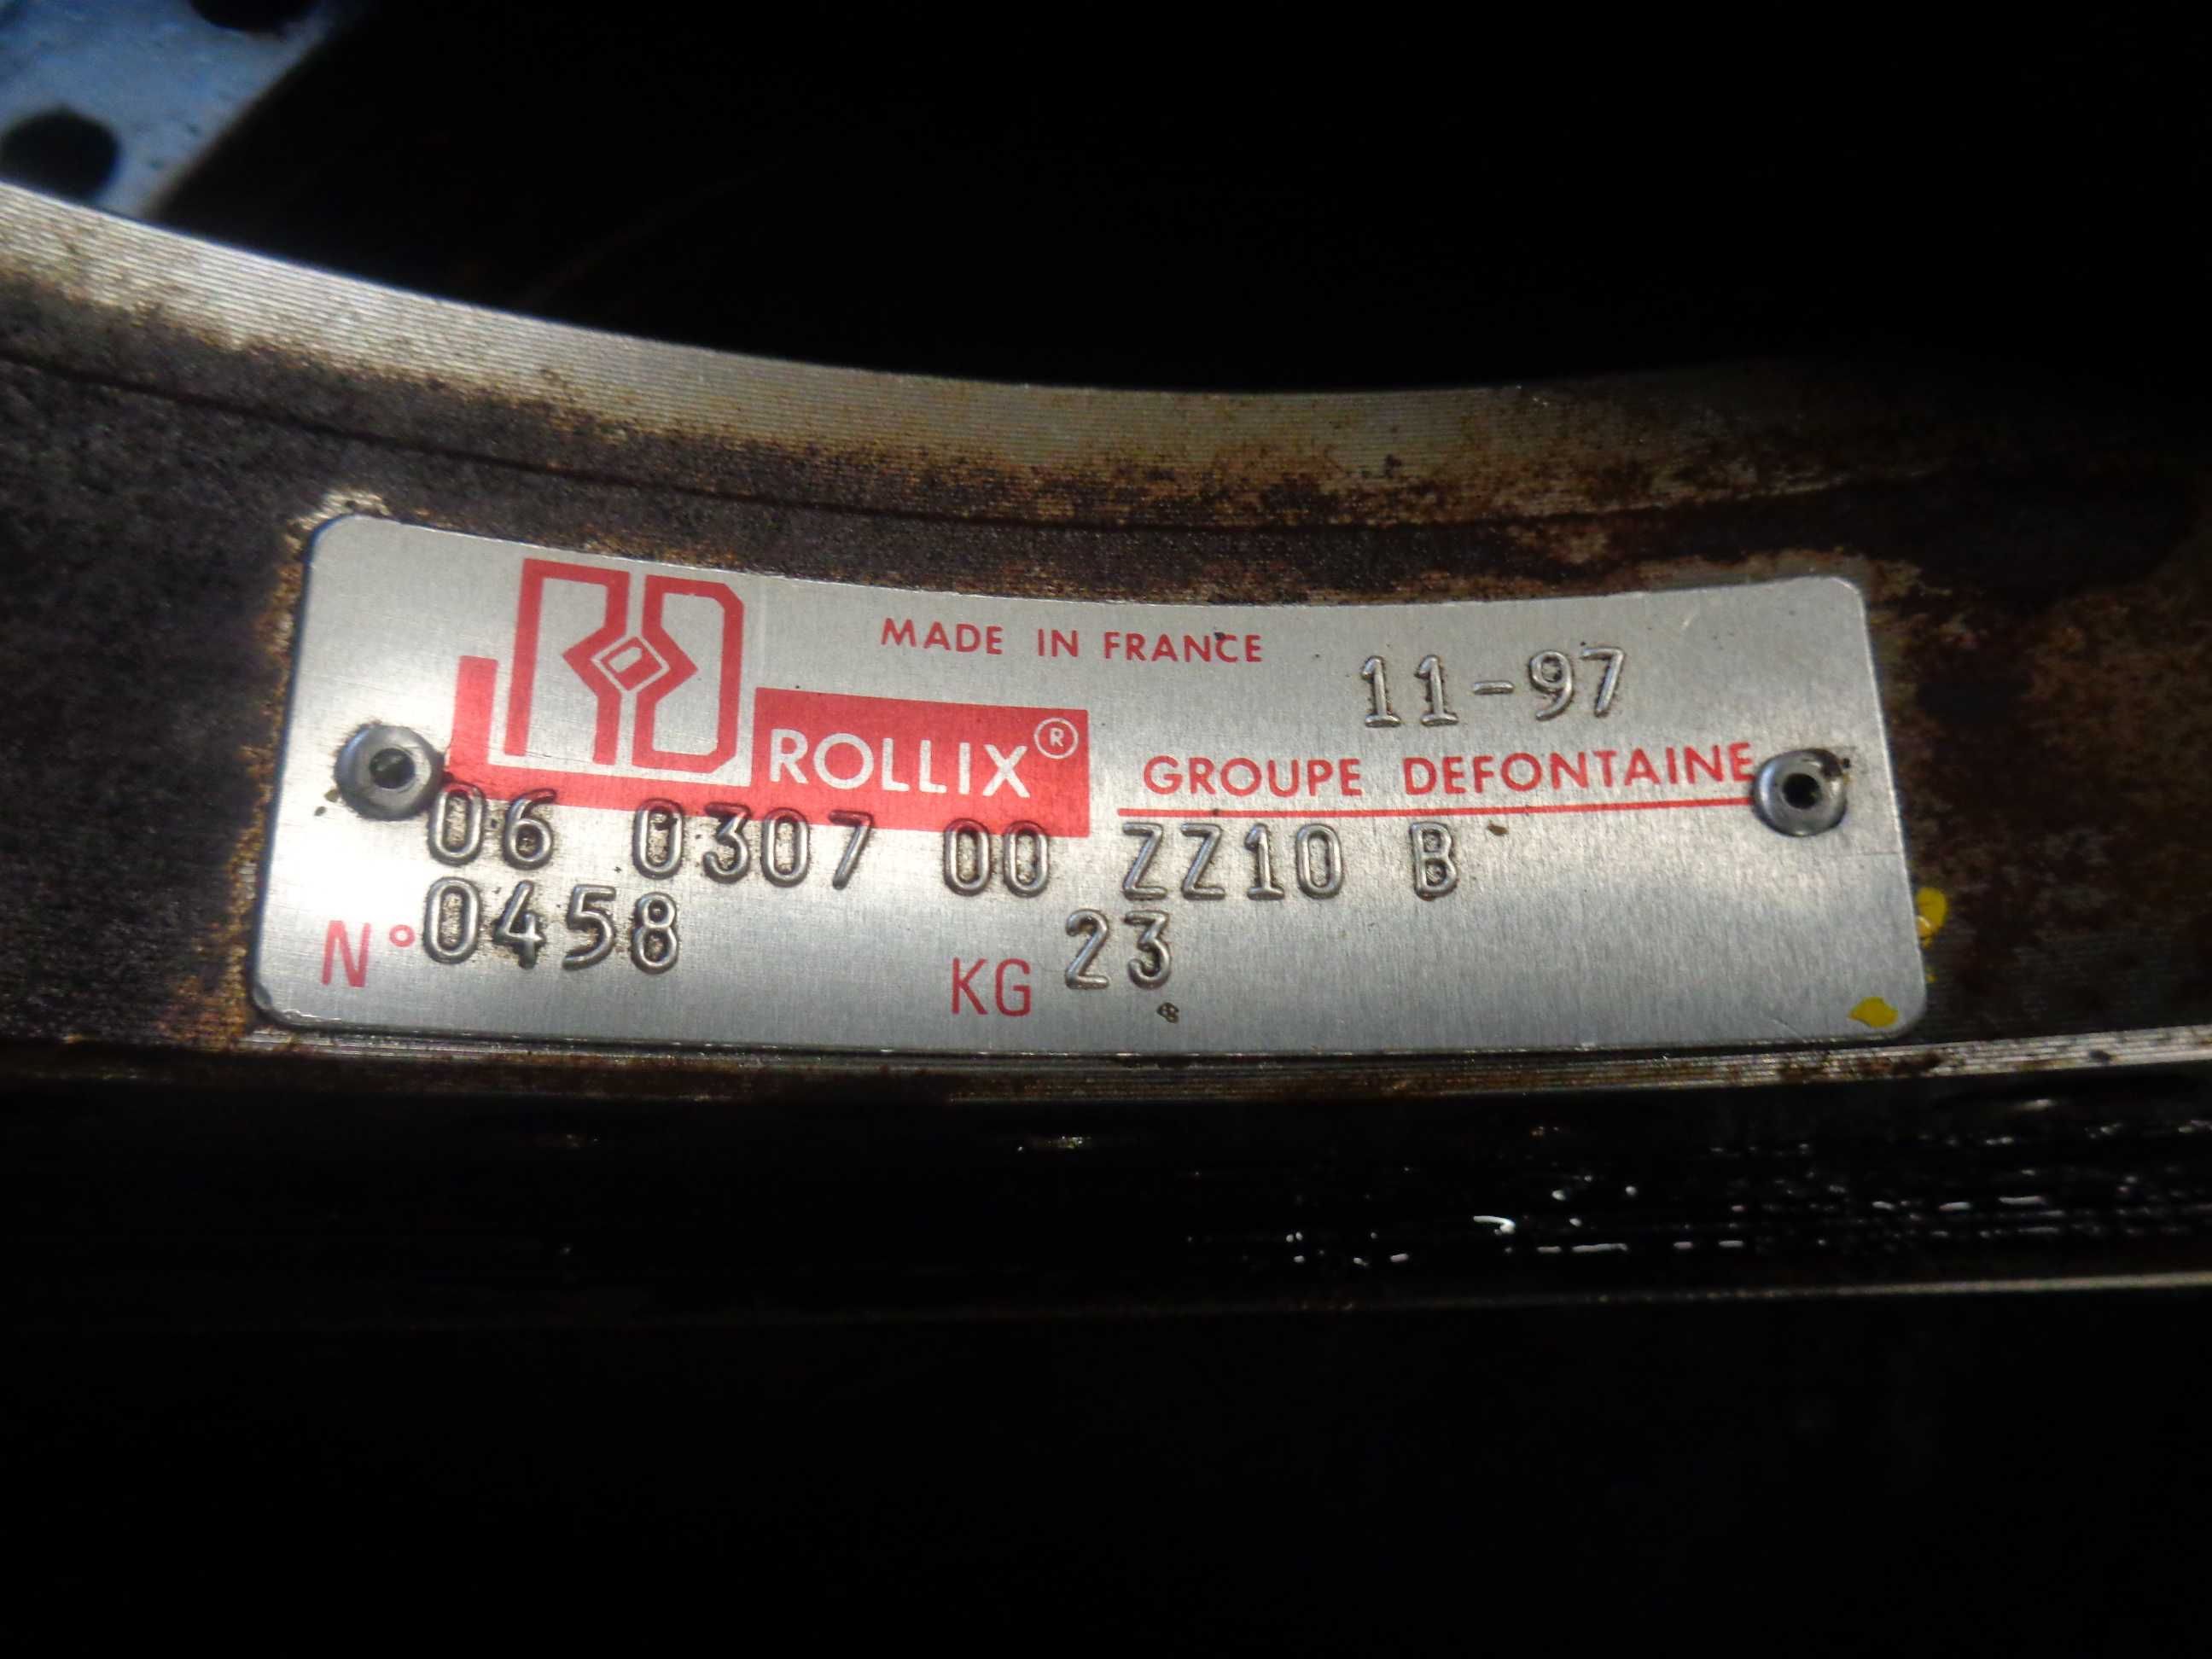 MADE IN FRANCE
11-97
ROLLIX®
GROUPE DEFONTAINE
06 0307 00 ZZ10 B
N° 0458 KG 23